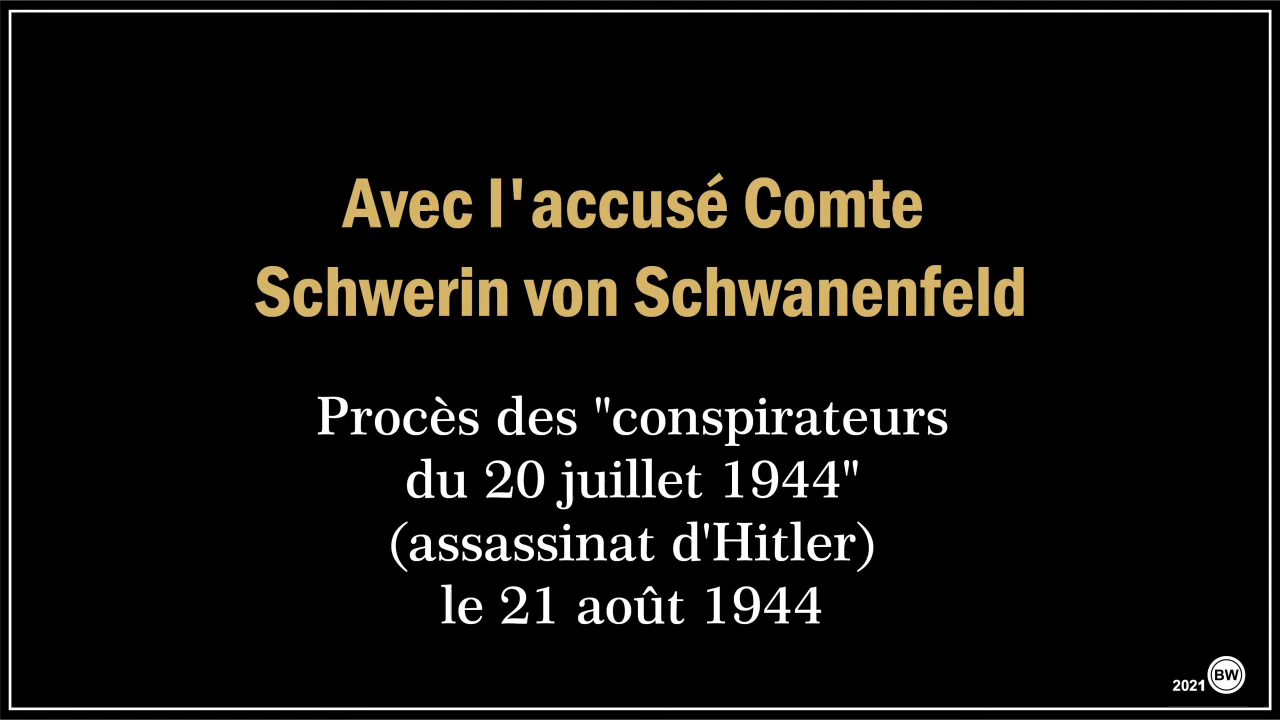 Avec l'accusé Comte
Schwerin von Schwanenfeld
Procès des "conspirateurs
du 20 juillet 1944"
(assassinat d'Hitler)
le 21 août 1944
2021 BW